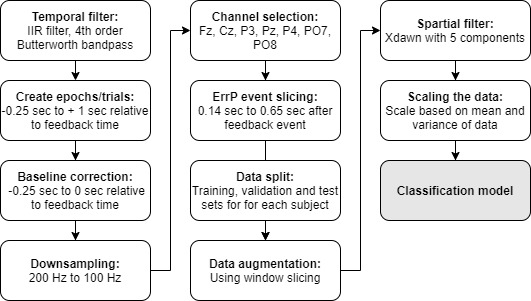 Temporal filter:
IIR filter, 4th order
Butterworth bandpass
Create epochs/trials:
-0.25 sec to + 1 sec relative
to feedback time
Baseline correction:
-0.25 sec to 0 sec relative
to feedback time
Downsampling:
200 Hz to 100 Hz
Channel selection:
Fz, Cz, P3, Pz, P4, PO7,
PO8
ErrP event slicing:
0.14 sec to 0.65 sec after
feedback event
Data split:
Training, validation and test
sets for for each subject
Data augmentation:
Using window slicing
Spartial filter:
Xdawn with 5 components
Scaling the data:
Scale based on mean and
variance of data
Classification model